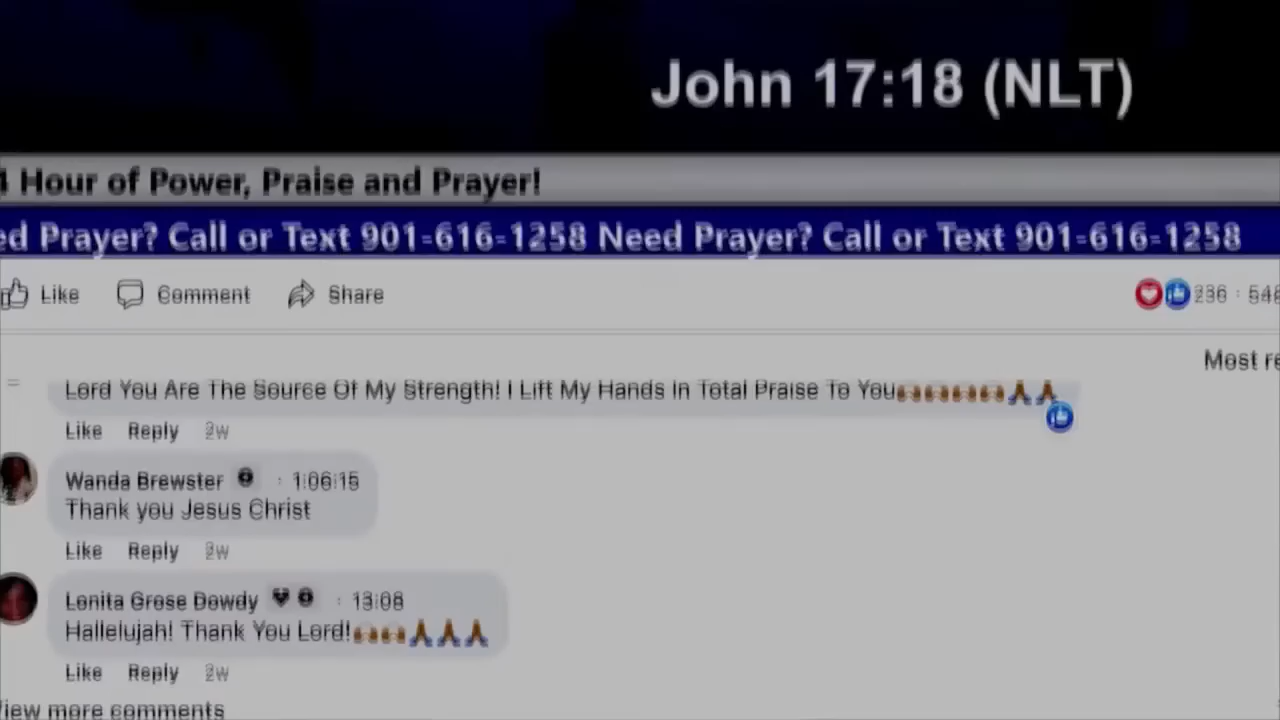 John 17:18 (NLT)
4 Hour of Power, Praise and Prayer!
ed Prayer? Call or Text 901-616-1258 Need Prayer? Call or Text 901-616-1258
Like Comment Share 236
Most re
Lord You Are The Source Of My Strength! I Lift My Hands In Total Praise To You
Like Reply 2w
Wanda Brewster · 1:06:15
Thank you Jesus Christ
Like Reply 2w
Lonita Grose Dowdy · 13:08
Hallelujah! Thank You Lord!
Like Reply 2w
View more comments